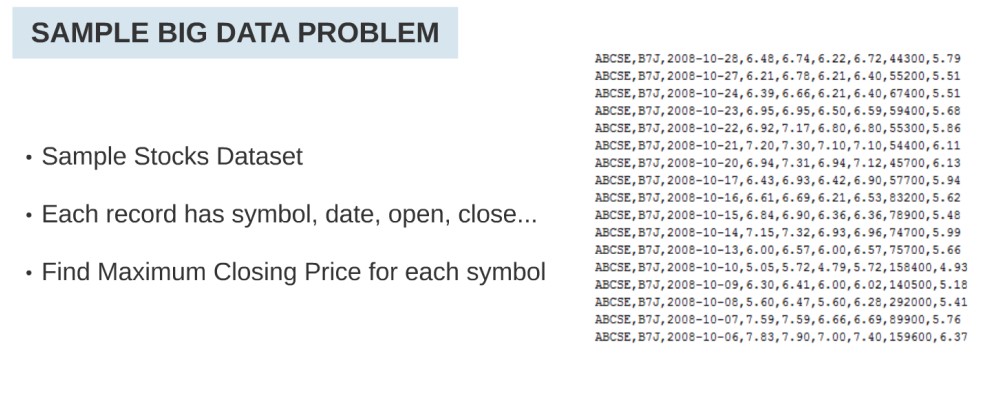 SAMPLE BIG DATA PROBLEM
• Sample Stocks Dataset
• Each record has symbol, date, open, close...
• Find Maximum Closing Price for each symbol
ABCSE,B7J,2008-10-28,6.48,6.74,6.22,6.72,44300,5.79
ABCSE,B7J,2008-10-27,6.21,6.78,6.21,6.40,55200,5.51
ABCSE,B7J,2008-10-24,6.39,6.66,6.21,6.40,67400,5.51
ABCSE,B7J,2008-10-23,6.95,6.95,6.50,6.59,59400,5.68
ABCSE,B7J,2008-10-22,6.92,7.17,6.80,6.80,55300,5.86
ABCSE,B7J,2008-10-21,7.20,7.30,7.10,7.10,54400,6.11
ABCSE,B7J,2008-10-20,6.94,7.31,6.94,7.12,45700,6.13
ABCSE,B7J,2008-10-17,6.43,6.93,6.42,6.90,57700,5.94
ABCSE,B7J,2008-10-16,6.61,6.69,6.21,6.53,83200,5.62
ABCSE,B7J,2008-10-15,6.84,6.90,6.36,6.36,78900,5.48
ABCSE,B7J,2008-10-14,7.15,7.32,6.93,6.96,74700,5.99
ABCSE,B7J,2008-10-13,6.00,6.57,6.00,6.57,75700,5.66
ABCSE,B7J,2008-10-10,5.05,5.72,4.79,5.72,158400,4.93
ABCSE,B7J,2008-10-09,6.30,6.41,6.00,6.02,140500,5.18
ABCSE,B7J,2008-10-08,5.60,6.47,5.60,6.28,292000,5.41
ABCSE,B7J,2008-10-07,7.59,7.59,6.66,6.69,89900,5.76
ABCSE,B7J,2008-10-06,7.83,7.90,7.00,7.40,159600,6.37